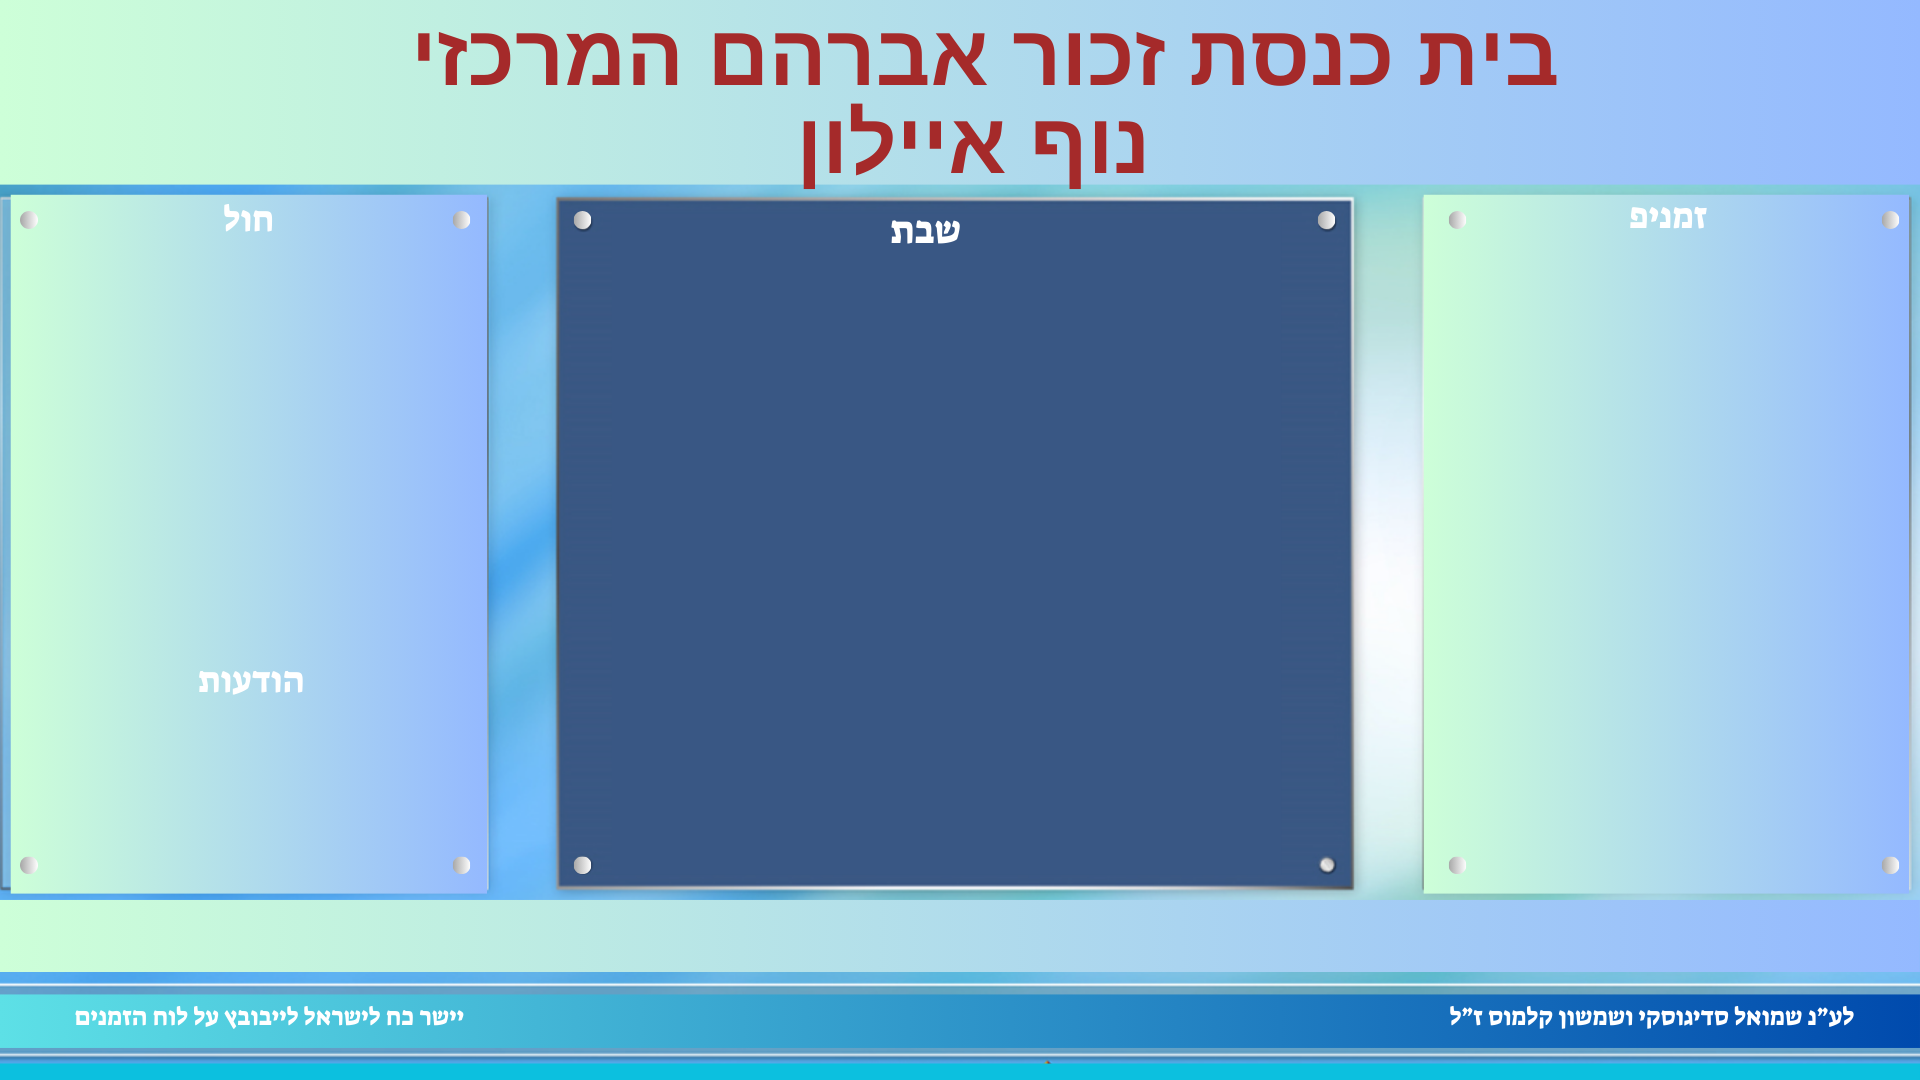 בית כנסת זכור אברהם המרכזי
נוף איילון
זמניפ
שבת
חול
הודעות
לע"נ שמואל סדיגוסקי ושמשון קלמוס ז"ל
יישר כח לישראל לייבובץ על לוח הזמנים